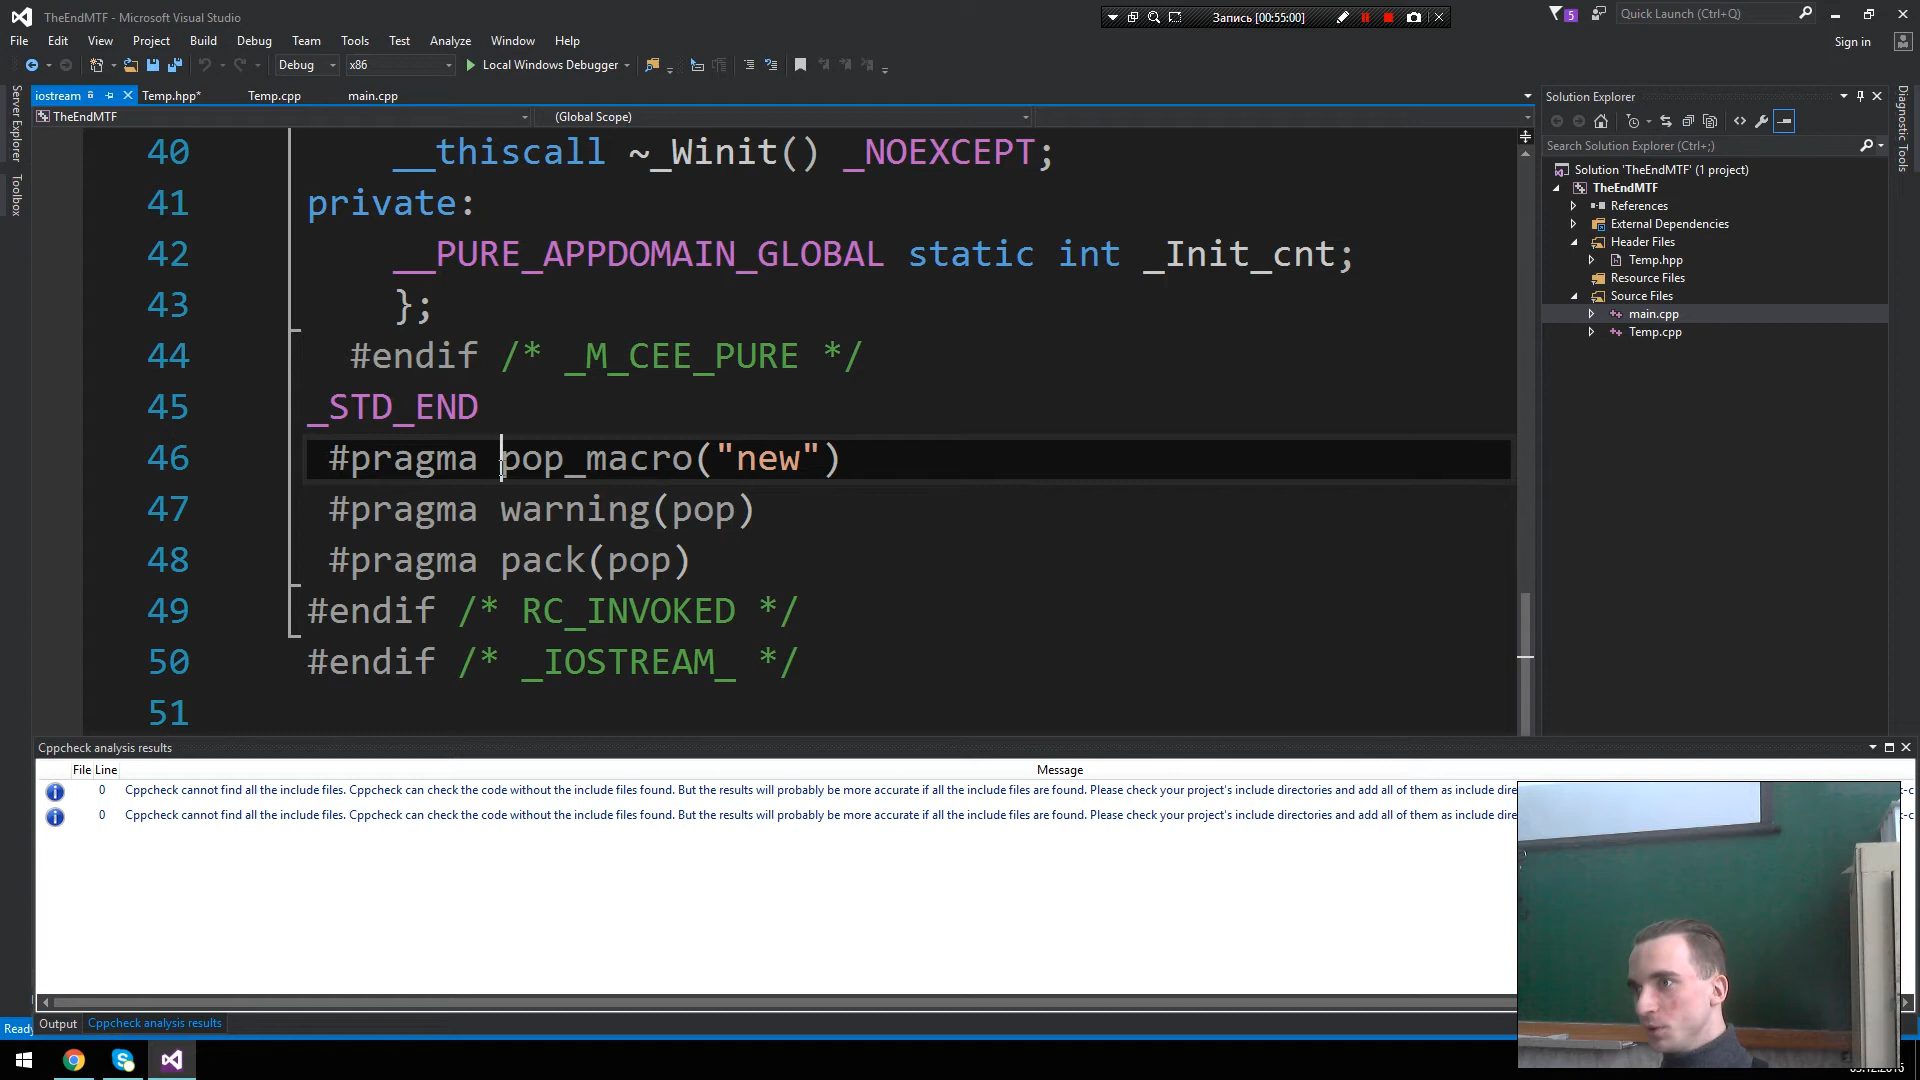 TheEndMTF - Microsoft Visual Studio
Запись [00:55:00]
5
Quick Launch (Ctrl+Q)
File Edit View Project Build Debug Team Tools Test Analyze Window Help
Sign in
Debug x86 Local Windows Debugger
Server Explorer
Toolbox
iostream Temp.hpp* Temp.cpp main.cpp
TheEndMTF (Global Scope)
40 __thiscall ~_Winit() _NOEXCEPT;
41 private:
42 __PURE_APPDOMAIN_GLOBAL static int _Init_cnt;
43 };
44 #endif /* _M_CEE_PURE */
45 _STD_END
46 #pragma pop_macro("new")
47 #pragma warning(pop)
48 #pragma pack(pop)
49 #endif /* RC_INVOKED */
50 #endif /* _IOSTREAM_ */
51
Solution Explorer
Search Solution Explorer (Ctrl+;)
Solution 'TheEndMTF' (1 project)
TheEndMTF
References
External Dependencies
Header Files
Temp.hpp
Resource Files
Source Files
main.cpp
Temp.cpp
Diagnostic Tools
Cppcheck analysis results
File Line Message
0 Cppcheck cannot find all the include files. Cppcheck can check the code without the include files found. But the results will probably be more accurate if all the include files are found. Please check your project's include directories and add all of them as include dire
0 Cppcheck cannot find all the include files. Cppcheck can check the code without the include files found. But the results will probably be more accurate if all the include files are found. Please check your project's include directories and add all of them as include dire
Output Cppcheck analysis results
Ready